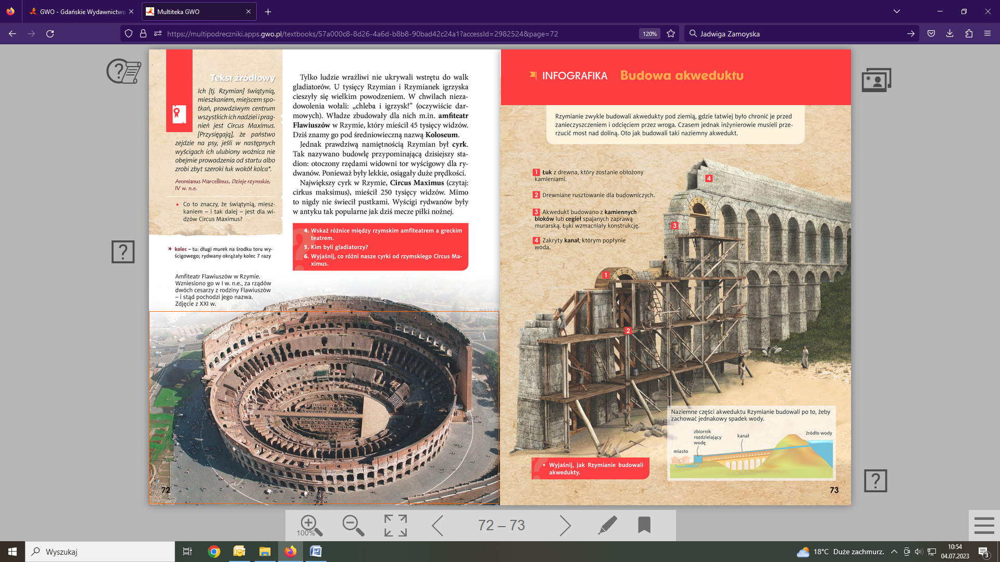 GWO - Gdańskie Wydawnictwo
Multiteka GWO
https://multipodreczniki.apps.gwo.pl/textbooks/57a000c8-8d26-4a6d-b8b8-90bad42c24a1?accessId=2982524&page=72
120%
Jadwiga Zamoyska
Tekst źródłowy
Ich [tj. Rzymian] świątynią,
mieszkaniem, miejscem spo-
tkań, prawdziwym centrum
wszystkich ich nadziei i prag-
nień jest Circus Maximus.
[Przysięgają], że państwo
zejdzie na psy, jeśli w następnych
wyścigach ich ulubiony woźnica nie
obejmie prowadzenia od startu albo
zrobi zbyt szeroki łuk wokół kolca*.
Ammianus Marcellinus, Dzieje rzymskie,
IV w. n.e.
• Co to znaczy, że świątynią, miesz-
kaniem – i tak dalej – jest dla wi-
dzów Circus Maximus?
* kolec – tu: długi murek na środku toru wy-
ścigowego; rydwany okrążały kolec 7 razy
Amfiteatr Flawiuszów w Rzymie.
Wzniesiono go w I w. n.e., za rządów
dwóch cesarzy z rodziny Flawiuszów
– i stąd pochodzi jego nazwa.
Zdjęcie z XXI w.
Tylko ludzie wrażliwi nie ukrywali wstrętu do walk
gladiatorów. U tysięcy Rzymian i Rzymianek igrzyska
cieszyły się wielkim powodzeniem. W chwilach nieza-
dowolenia wołali: „chleba i igrzysk!” (oczywiście dar-
mowych). Władze zbudowały dla nich m.in. amfiteatr
Flawiuszów w Rzymie, który mieścił 45 tysięcy widzów.
Dziś znamy go pod średniowieczną nazwą Koloseum.
Jednak prawdziwą namiętnością Rzymian był cyrk.
Tak nazywano budowlę przypominającą dzisiejszy sta-
dion: otoczony rzędami widowni tor wyścigowy dla ry-
dwanów. Ponieważ były lekkie, osiągały duże prędkości.
Największy cyrk w Rzymie, Circus Maximus (czytaj:
cirkus maksimus), mieścił 250 tysięcy widzów. Mimo
to nigdy nie świecił pustkami. Wyścigi rydwanów były
w antyku tak popularne jak dziś mecze piłki nożnej.
4. Wskaż różnice między rzymskim amfiteatrem a greckim
teatrem.
5. Kim byli gladiatorzy?
6. Wyjaśnij, co różni nasze cyrki od rzymskiego Circus Ma-
ximus.
72
INFOGRAFIKA Budowa akweduktu
Rzymianie zwykle budowali akwedukty pod ziemią, gdzie łatwiej było chronić je przed
zanieczyszczeniem i odcięciem przez wroga. Czasem jednak inżynierowie musieli prze-
rzucić most nad doliną. Oto jak budowali taki naziemny akwedukt.
1 Łuk z drewna, który zostanie obłożony
kamieniami.
2 Drewniane rusztowanie dla budowniczych.
3 Akwedukt budowano z kamiennych
bloków lub cegieł spajanych zaprawą
murarską. Łuki wzmacniały konstrukcję.
4 Zakryty kanał, którym popłynie
woda.
4
3
1
2
Naziemne części akweduktu Rzymianie budowali po to, żeby
zachować jednakowy spadek wody.
zbiornik
rozdzielający
wodę
kanał
źródło wody
miasto
• Wyjaśnij, jak Rzymianie budowali
akwedukty.
73
100%
72 – 73
Wyszukaj
18°C Duże zachmurz.
10:54
04.07.2023
3